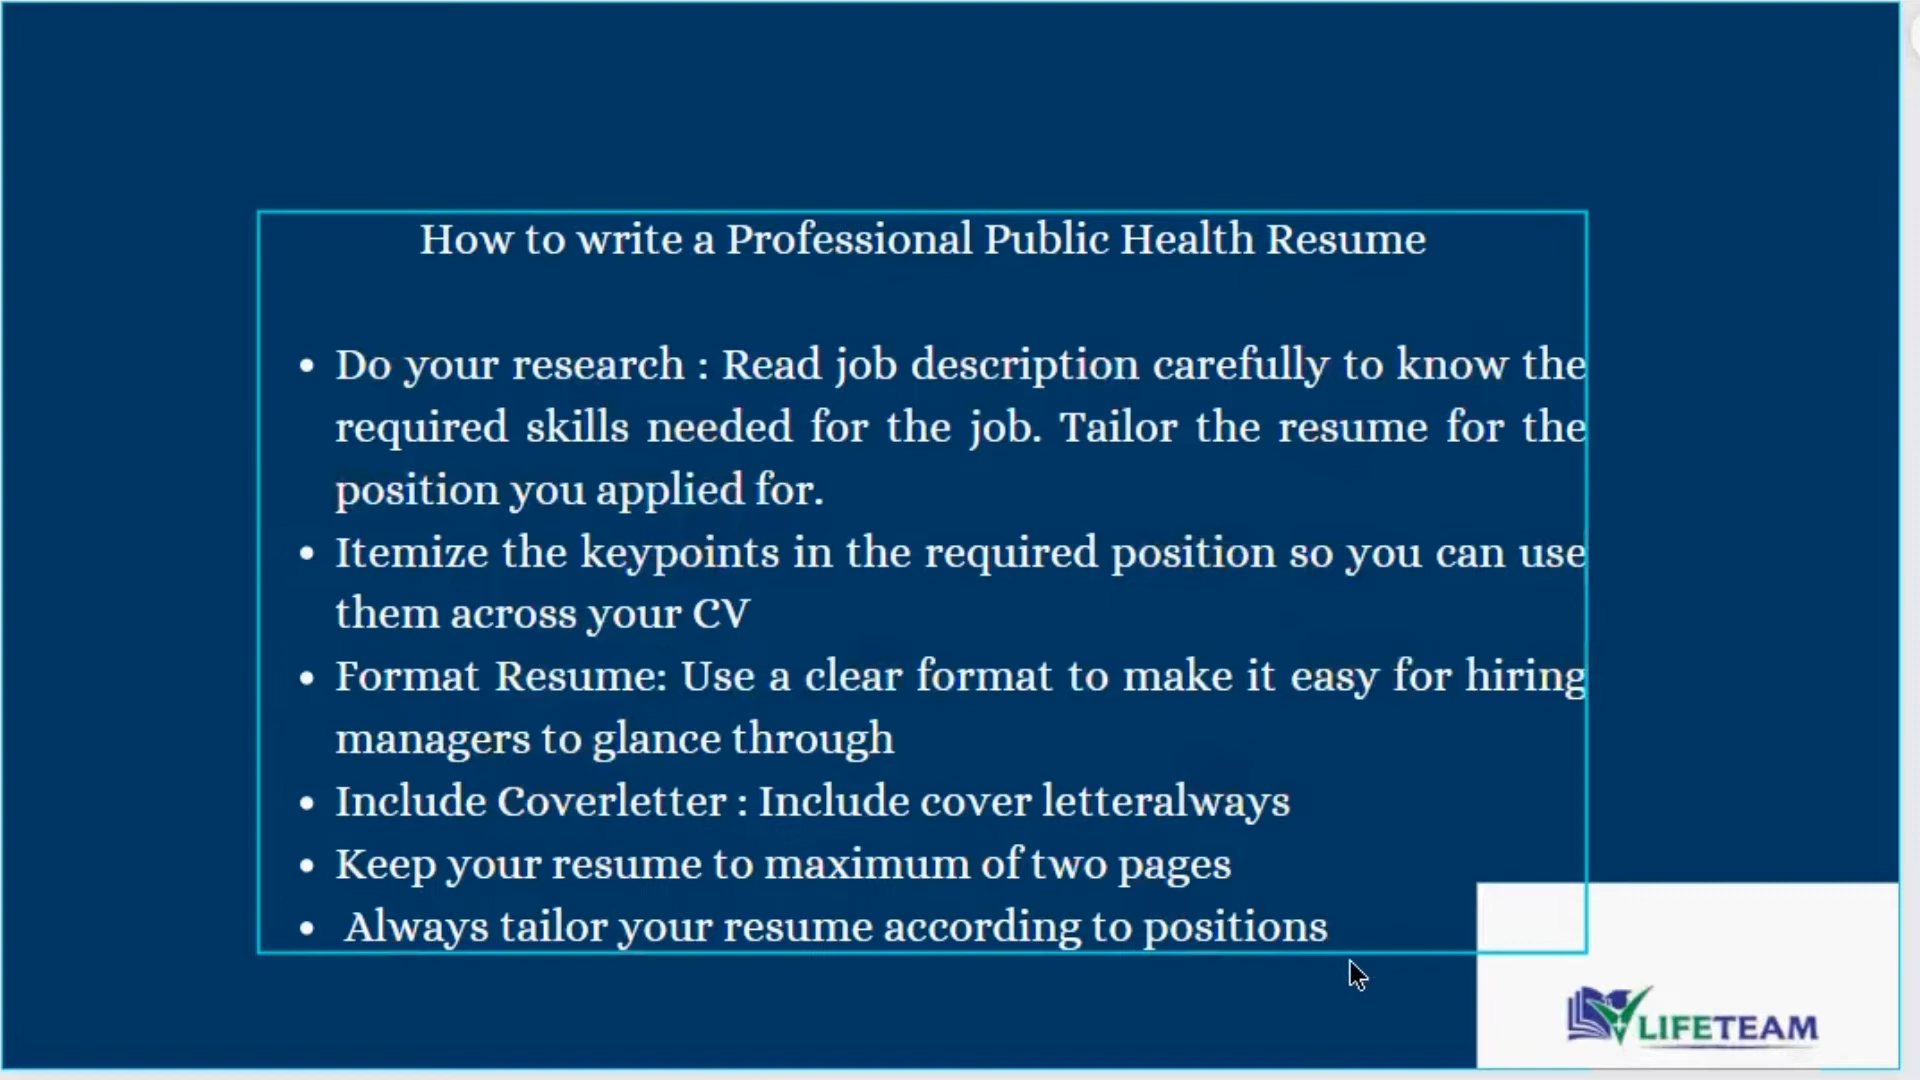 How to write a Professional Public Health Resume
• Do your research : Read job description carefully to know the
required skills needed for the job. Tailor the resume for the
position you applied for.
• Itemize the keypoints in the required position so you can use
them across your CV
• Format Resume: Use a clear format to make it easy for hiring
managers to glance through
• Include Coverletter : Include cover letteralways
• Keep your resume to maximum of two pages
• Always tailor your resume according to positions
LIFETEAM